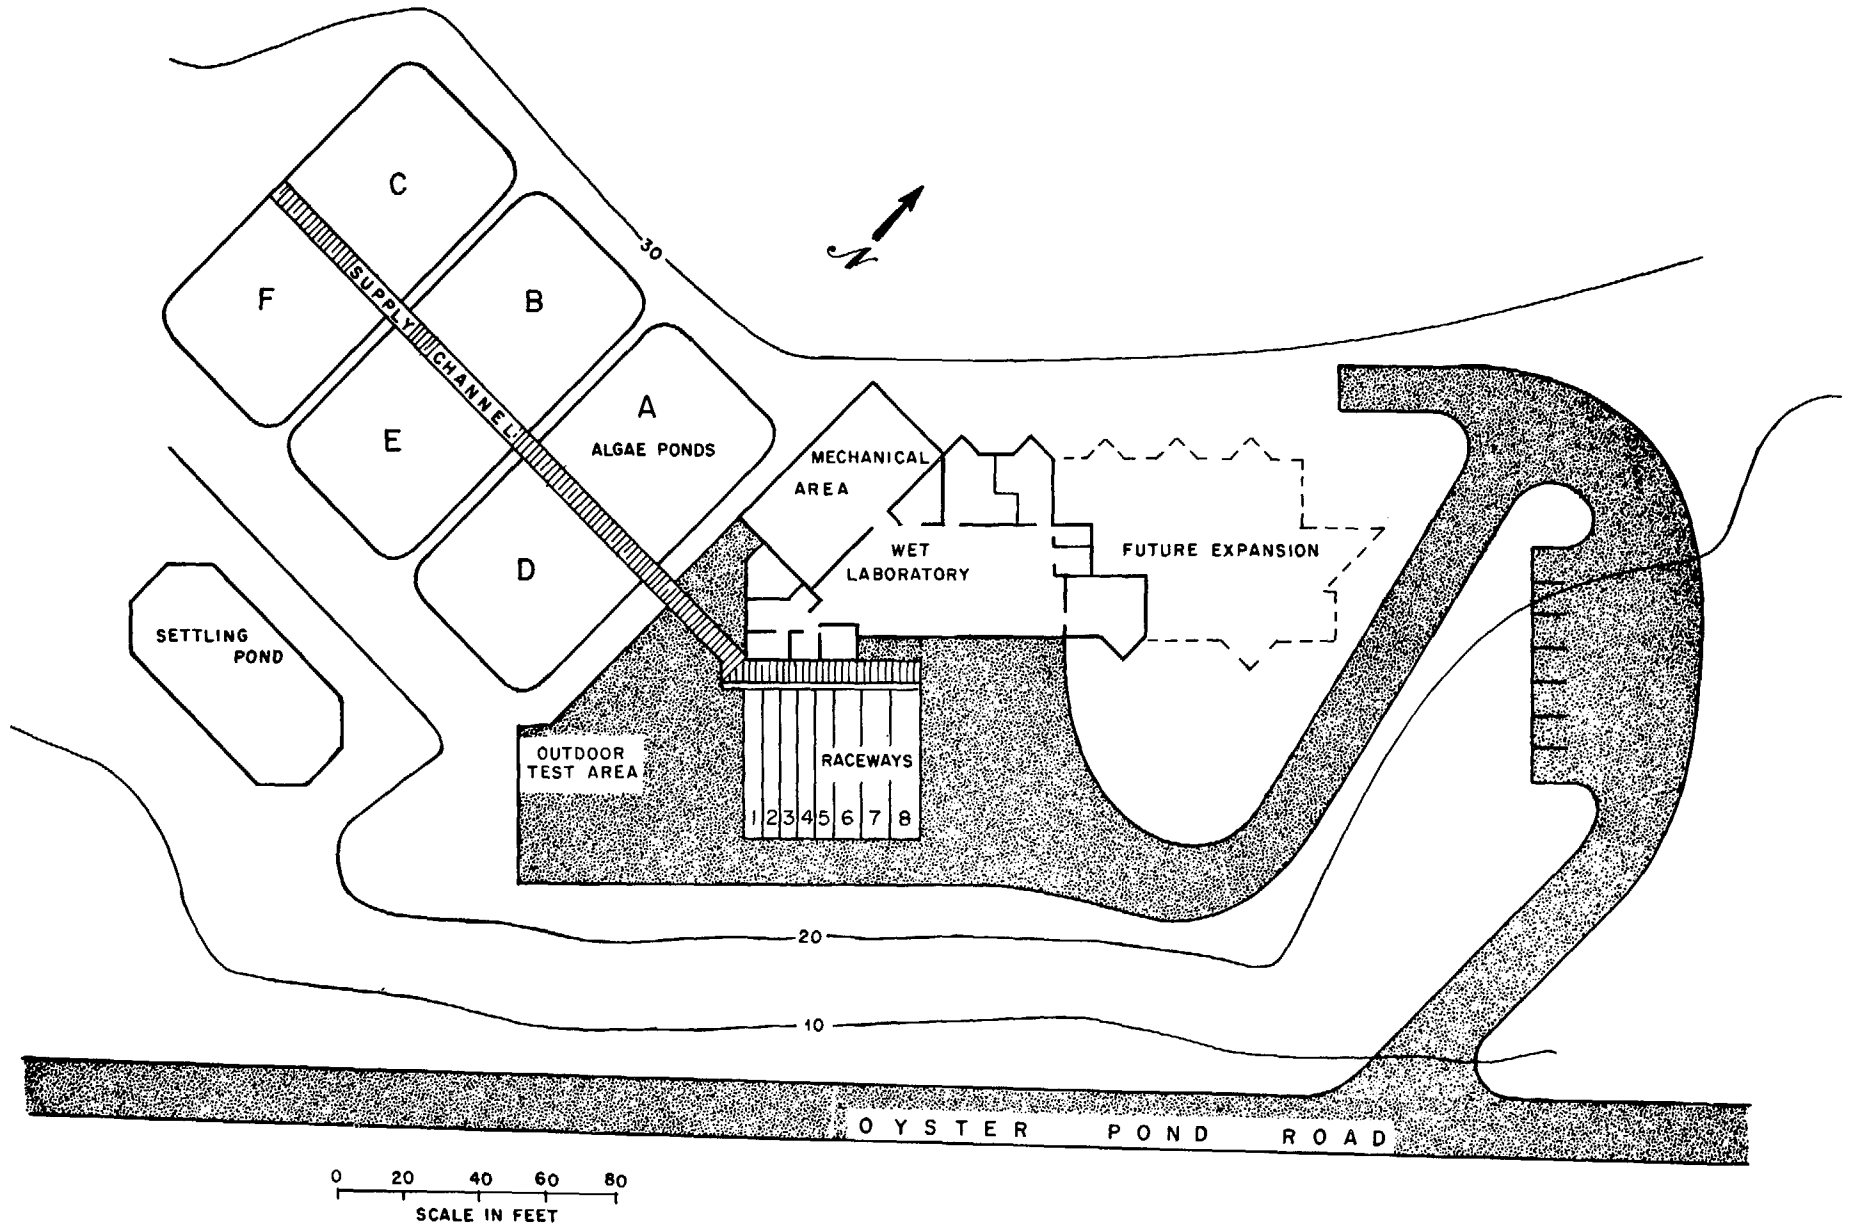 C
30
N
F
SUPPLY CHANNEL
B
A
ALGAE PONDS
E
MECHANICAL
AREA
WET
LABORATORY
FUTURE EXPANSION
D
SETTLING
POND
OUTDOOR
TEST AREA
RACEWAYS
1 2 3 4 5 6 7 8
20
10
OYSTER POND ROAD
0 20 40 60 80
SCALE IN FEET